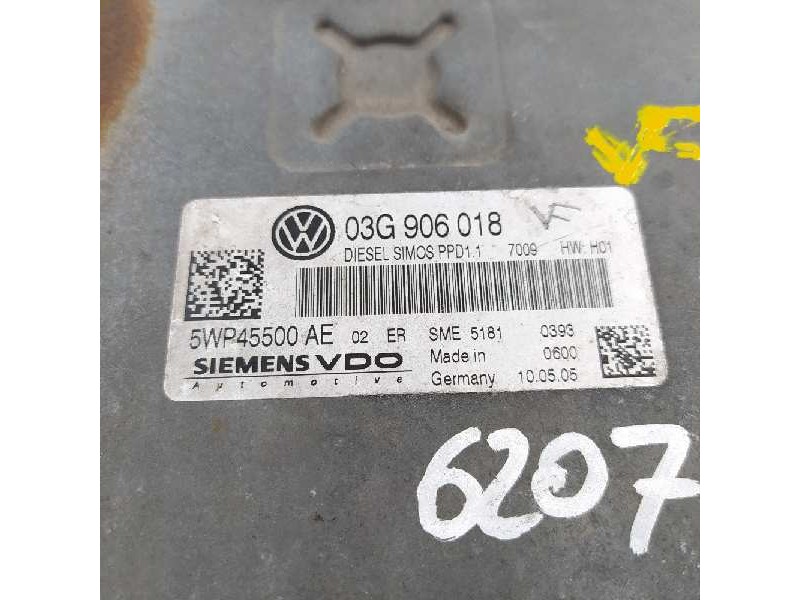 03G 906 018 VF
DIESEL SIMOS PPD1.1 7009 HW: H01
5WP45500 AE 02 ER SME 5181 0393
SIEMENS VDO Made in 0600
Automotive Germany 10.05.05
6207